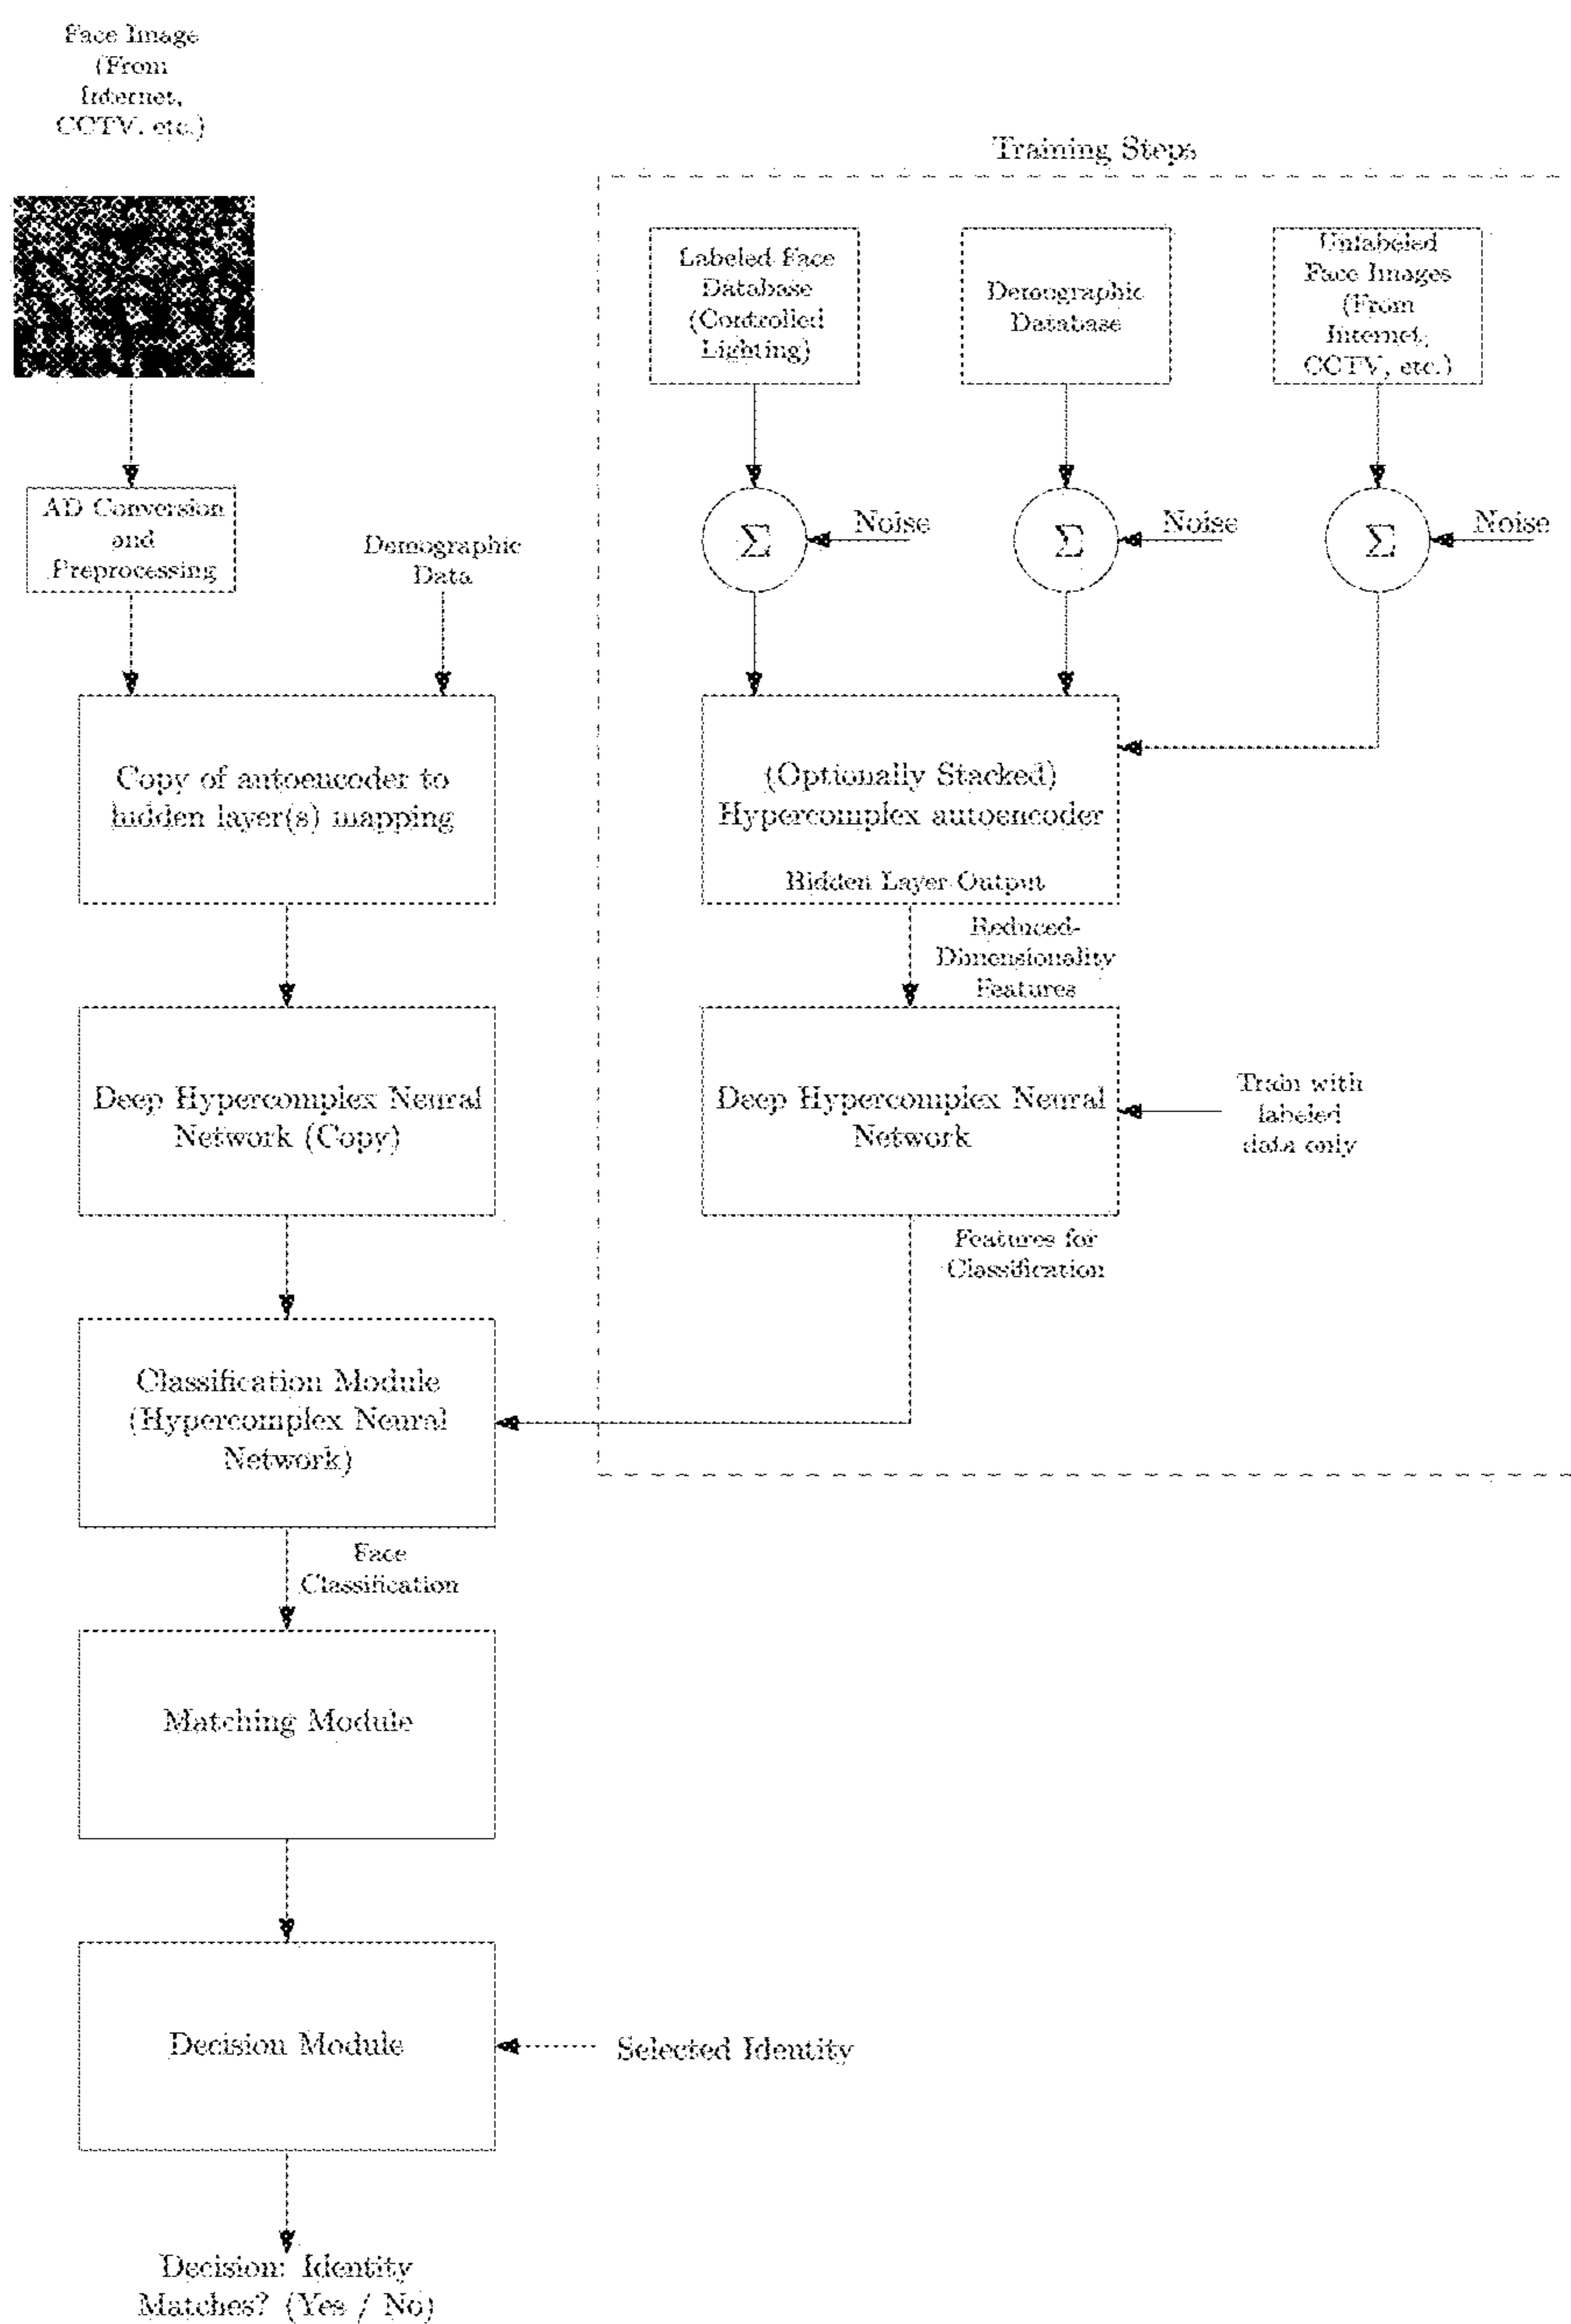 Face Image
(From
Internet,
CCTV, etc.)
Training Steps
Labeled Face
Database
(Controlled
Lighting)
Demographic
Database
Unlabeled
Face Images
(From
Internet,
CCTV, etc.)
AD Conversion
and
Preprocessing
Demographic
Data
Σ
Noise
Σ
Noise
Σ
Noise
Copy of autoencoder to
hidden layer(s) mapping
(Optionally Stacked)
Hypercomplex autoencoder
Hidden Layer Output
Reduced-
Dimensionality
Features
Deep Hypercomplex Neural
Network (Copy)
Deep Hypercomplex Neural
Network
Train with
labeled
data only
Features for
Classification
Classification Module
(Hypercomplex Neural
Network)
Face
Classification
Matching Module
Decision Module
Selected Identity
Decision: Identity
Matches? (Yes / No)